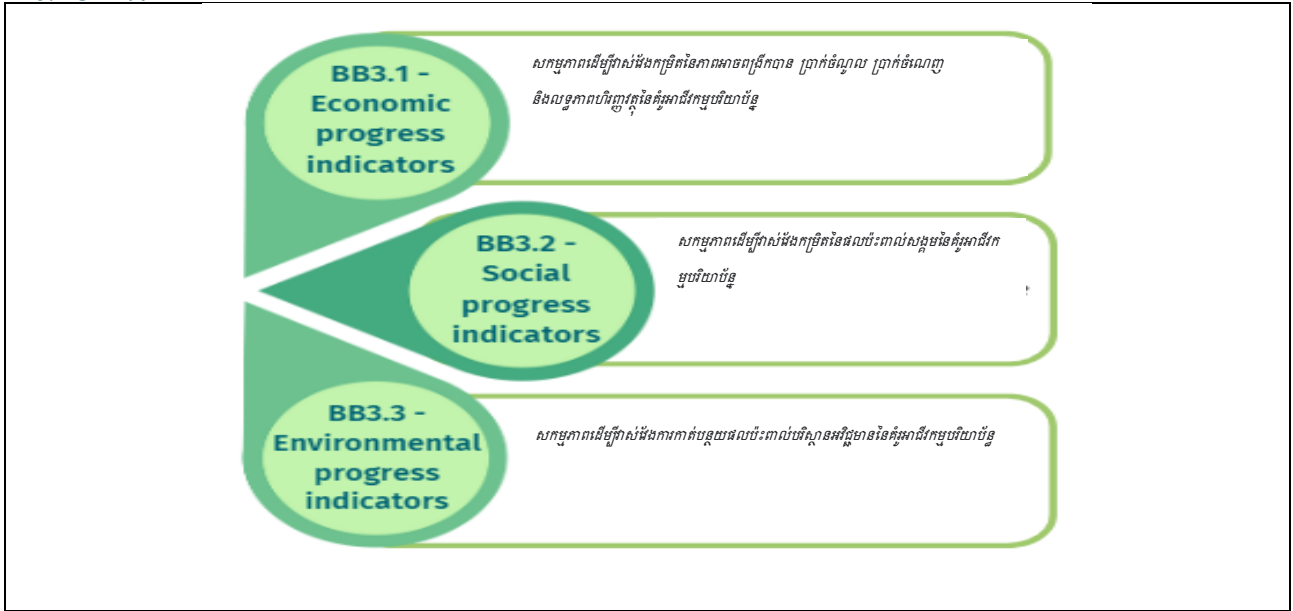 BB3.1 -
Economic
progress
indicators
សកម្មភាពដើម្បីវាស់វែងកម្រិតនៃភាពអាចពង្រីកបាន ប្រាក់ចំណូល ប្រាក់ចំណេញ
និងលទ្ធភាពហិរញ្ញវត្ថុនៃគំរូអាជីវកម្មបរិយាប័ន្ន
BB3.2 -
Social
progress
indicators
សកម្មភាពដើម្បីវាស់វែងកម្រិតនៃផលប៉ះពាល់សង្គមនៃគំរូអាជីវក
ម្មបរិយាប័ន្ន
BB3.3 -
Environmental
progress
indicators
សកម្មភាពដើម្បីវាស់វែងការកាត់បន្ថយផលប៉ះពាល់បរិស្ថានអវិជ្ជមាននៃគំរូអាជីវកម្មបរិយាប័ន្ន